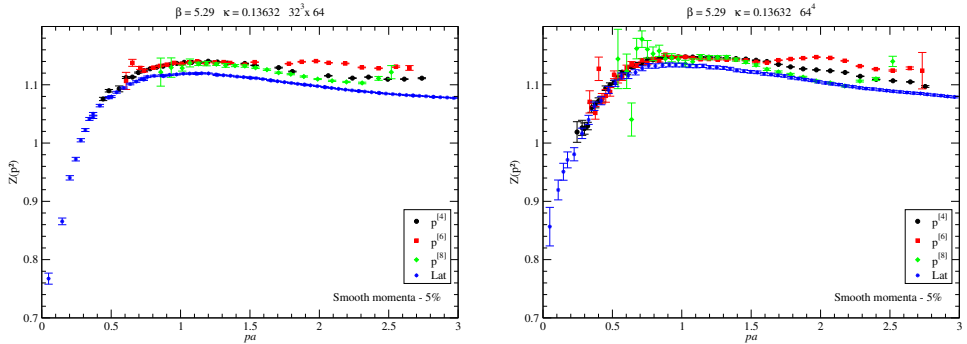 β = 5.29 κ = 0.13632 32³x 64
Z(p²)
1.1
1
0.9
0.8
0.7
0
0.5
1
1.5
2
2.5
3
pa
p[4]
p[6]
p[8]
Lat
Smooth momenta - 5%
β = 5.29 κ = 0.13632 64⁴
Z(p²)
1.1
1
0.9
0.8
0.7
0
0.5
1
1.5
2
2.5
3
pa
p[4]
p[6]
p[8]
Lat
Smooth momenta - 5%